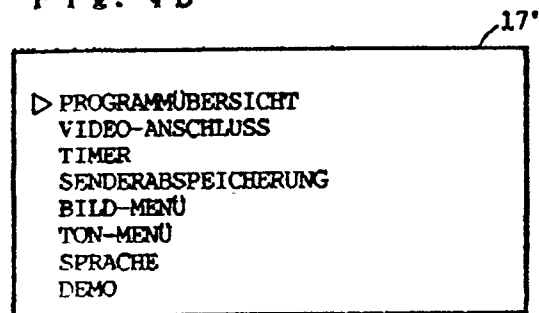 Fig. 4B
17'
▷ PROGRAMMÜBERSICHT
VIDEO-ANSCHLUSS
TIMER
SENDERABSPEICHERUNG
BILD-MENÜ
TON-MENÜ
SPRACHE
DEMO